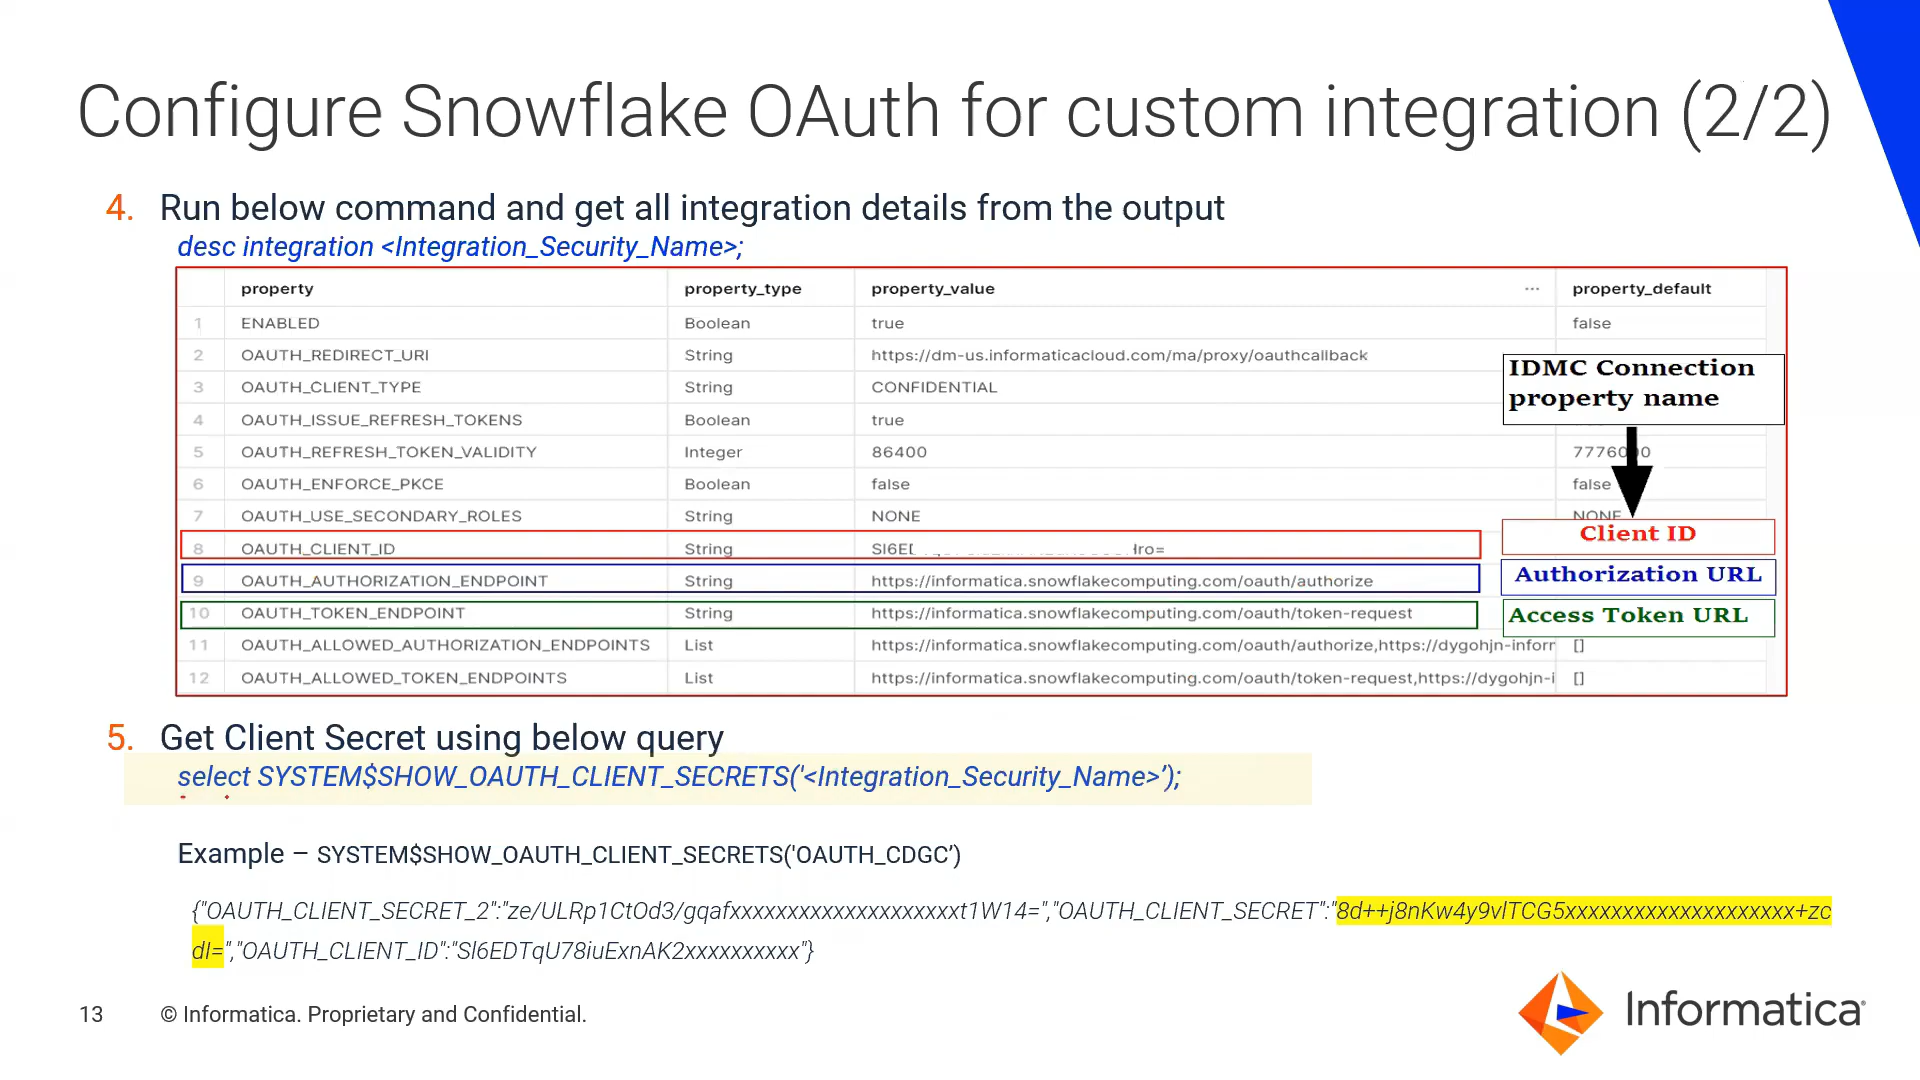 Configure Snowflake OAuth for custom integration (2/2)
4. Run below command and get all integration details from the output
desc integration <Integration_Security_Name>;
property property_type property_value ... property_default
1 ENABLED Boolean true false
2 OAUTH_REDIRECT_URI String https://dm-us.informaticacloud.com/ma/proxy/oauthcallback
3 OAUTH_CLIENT_TYPE String CONFIDENTIAL
IDMC Connection
property name
4 OAUTH_ISSUE_REFRESH_TOKENS Boolean true
5 OAUTH_REFRESH_TOKEN_VALIDITY Integer 86400
6 OAUTH_ENFORCE_PKCE Boolean false false
7 OAUTH_USE_SECONDARY_ROLES String NONE NONE
8 OAUTH_CLIENT_ID String Client ID
9 OAUTH_AUTHORIZATION_ENDPOINT String https://informatica.snowflakecomputing.com/oauth/authorize Authorization URL
10 OAUTH_TOKEN_ENDPOINT String https://informatica.snowflakecomputing.com/oauth/token-request Access Token URL
11 OAUTH_ALLOWED_AUTHORIZATION_ENDPOINTS List https://informatica.snowflakecomputing.com/oauth/authorize,https://dygohjn-inforr []
12 OAUTH_ALLOWED_TOKEN_ENDPOINTS List https://informatica.snowflakecomputing.com/oauth/token-request,https://dygohjn-i []
5. Get Client Secret using below query
select SYSTEM$SHOW_OAUTH_CLIENT_SECRETS('<Integration_Security_Name>’);
Example – SYSTEM$SHOW_OAUTH_CLIENT_SECRETS('OAUTH_CDGC’)
{"OAUTH_CLIENT_SECRET_2":"ze/ULRp1CtOd3/gqafxxxxxxxxxxxxxxxxxxxxt1W14=","OAUTH_CLIENT_SECRET":"8d++j8nKw4y9vlTCG5xxxxxxxxxxxxxxxxxxxx+zc
dI=","OAUTH_CLIENT_ID":"Sl6EDTqU78iuExnAK2xxxxxxxxxx"}
13 © Informatica. Proprietary and Confidential.
Informatica